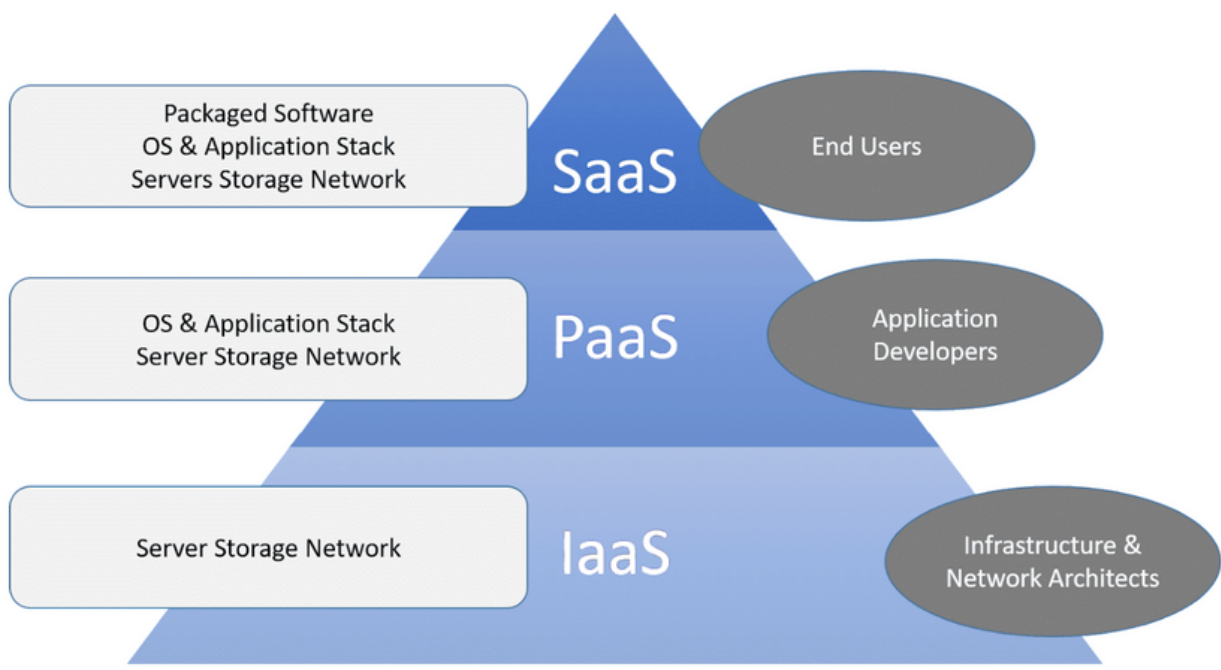 Packaged Software
OS & Application Stack
Servers Storage Network
SaaS
End Users
OS & Application Stack
Server Storage Network
PaaS
Application
Developers
Server Storage Network
IaaS
Infrastructure &
Network Architects